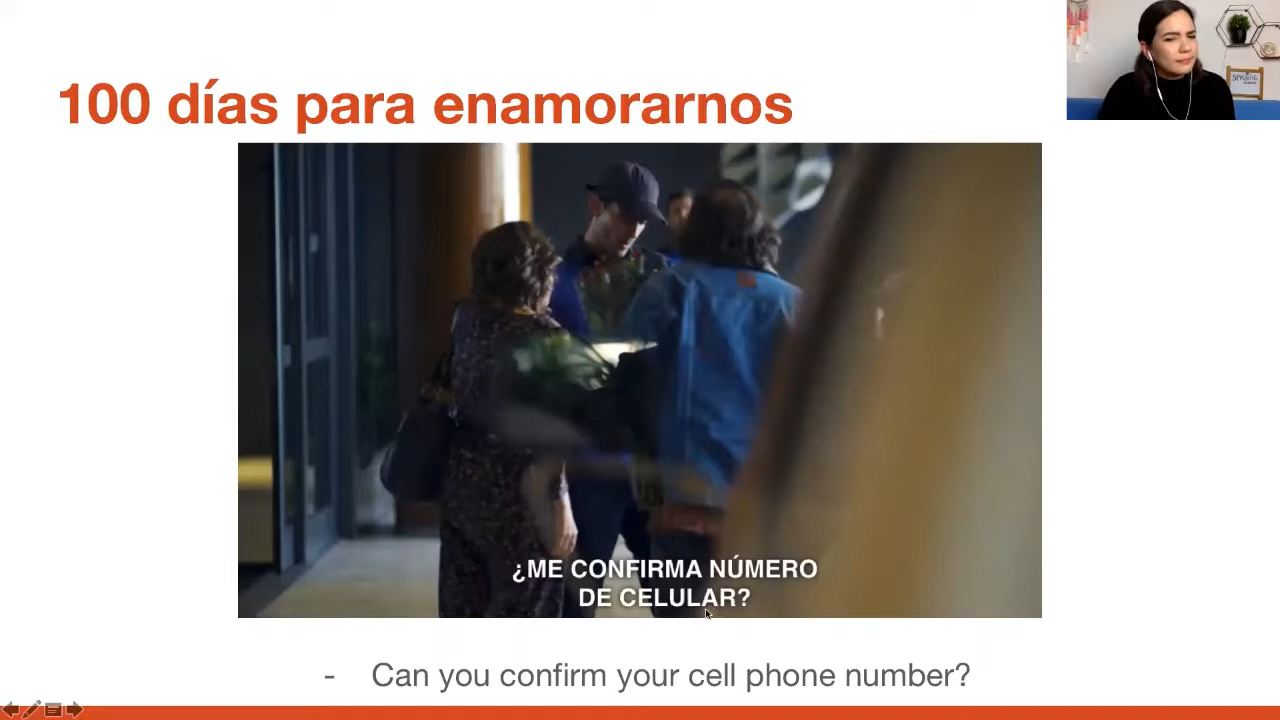 100 días para enamorarnos
¿ME CONFIRMA NÚMERO
DE CELULAR?
- Can you confirm your cell phone number?